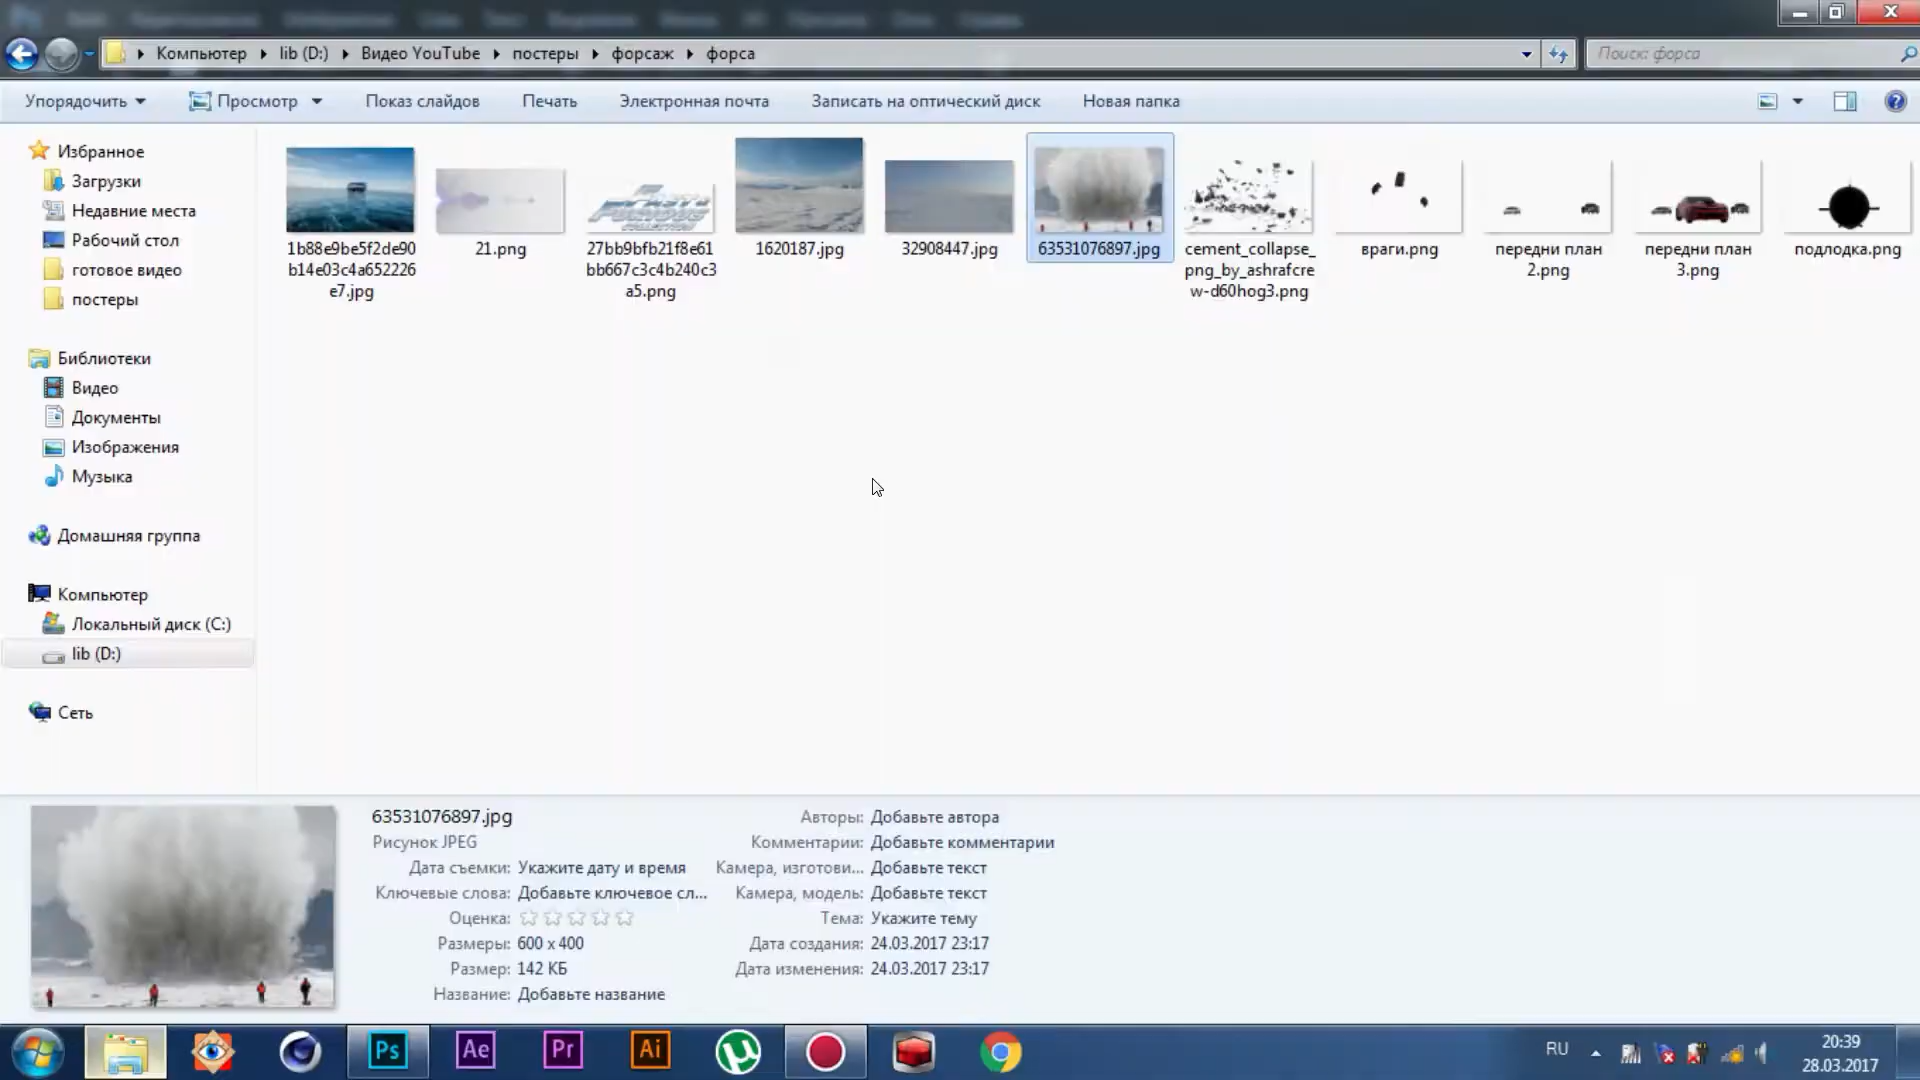 Компьютер lib (D:) Видео YouTube постеры форсаж форса
Поиск: форса
Упорядочить Просмотр Показ слайдов Печать Электронная почта Записать на оптический диск Новая папка
Избранное
Загрузки
Недавние места
Рабочий стол
готовое видео
постеры
Библиотеки
Видео
Документы
Изображения
Музыка
Домашняя группа
Компьютер
Локальный диск (C:)
lib (D:)
Сеть
1b88e9be5f2de90
b14e03c4a652226
e7.jpg
21.png
27bb9bfb21f8e61
bb667c3c4b240c3
a5.png
1620187.jpg
32908447.jpg
63531076897.jpg
cement_collapse_
png_by_ashrafcre
w-d60hog3.png
враги.png
передни план
2.png
передни план
3.png
подлодка.png
63531076897.jpg
Рисунок JPEG
Дата съемки: Укажите дату и время
Ключевые слова: Добавьте ключевое сл...
Оценка:
Размеры: 600 x 400
Размер: 142 КБ
Название: Добавьте название
Авторы: Добавьте автора
Комментарии: Добавьте комментарии
Камера, изготови... Добавьте текст
Камера, модель: Добавьте текст
Тема: Укажите тему
Дата создания: 24.03.2017 23:17
Дата изменения: 24.03.2017 23:17
Ps
Ae
Pr
Ai
RU
20:39
28.03.2017